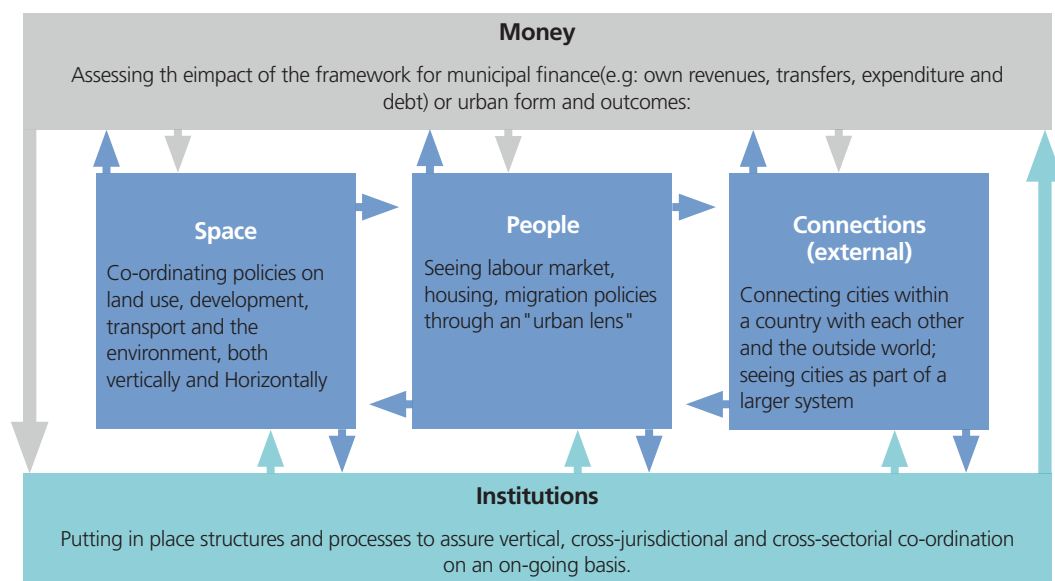 Money
Assessing th eimpact of the framework for municipal finance(e.g: own revenues, transfers, expenditure and
debt) or urban form and outcomes:
Space
Co-ordinating policies on
land use, development,
transport and the
environment, both
vertically and Horizontally
People
Seeing labour market,
housing, migration policies
through an"urban lens"
Connections
(external)
Connecting cities within
a country with each other
and the outside world;
seeing cities as part of a
larger system
Institutions
Putting in place structures and processes to assure vertical, cross-jurisdictional and cross-sectorial co-ordination
on an on-going basis.